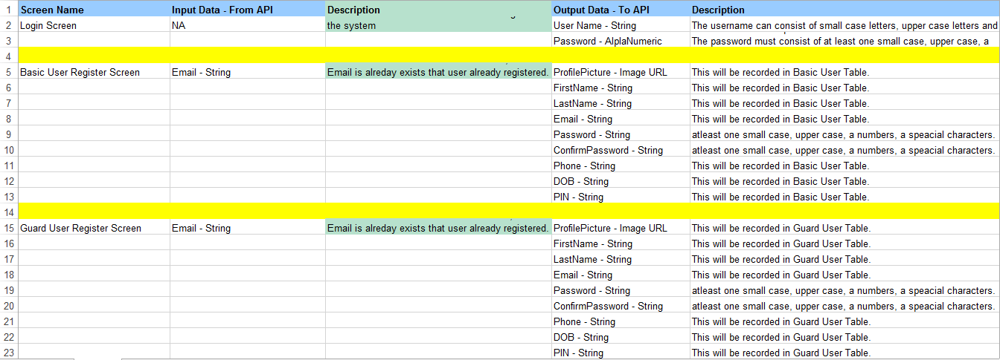 1 Screen Name Input Data - From API Description Output Data - To API Description
2 Login Screen NA the system User Name - String The username can consist of small case letters, upper case letters and
3 Password - AlplaNumeric The password must consist of at least one small case, upper case, a
4
5 Basic User Register Screen Email - String Email is alreday exists that user already registered. ProfilePicture - Image URL This will be recorded in Basic User Table.
6 FirstName - String This will be recorded in Basic User Table.
7 LastName - String This will be recorded in Basic User Table.
8 Email - String This will be recorded in Basic User Table.
9 Password - String atleast one small case, upper case, a numbers, a speacial characters.
10 ConfirmPassword - String atleast one small case, upper case, a numbers, a speacial characters.
11 Phone - String This will be recorded in Basic User Table.
12 DOB - String This will be recorded in Basic User Table.
13 PIN - String This will be recorded in Basic User Table.
14
15 Guard User Register Screen Email - String Email is alreday exists that user already registered. ProfilePicture - Image URL This will be recorded in Guard User Table.
16 FirstName - String This will be recorded in Guard User Table.
17 LastName - String This will be recorded in Guard User Table.
18 Email - String This will be recorded in Guard User Table.
19 Password - String atleast one small case, upper case, a numbers, a speacial characters.
20 ConfirmPassword - String atleast one small case, upper case, a numbers, a speacial characters.
21 Phone - String This will be recorded in Guard User Table.
22 DOB - String This will be recorded in Guard User Table.
23 PIN - String This will be recorded in Guard User Table.